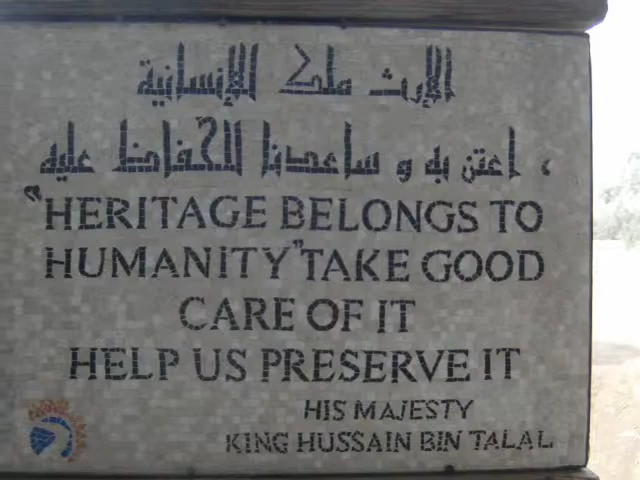 الإرث ملك الإنسانية
، اعتن به و ساعدنا للحفاظ عليه
"HERITAGE BELONGS TO
HUMANITY" TAKE GOOD
CARE OF IT
HELP US PRESERVE IT
HIS MAJESTY
KING HUSSAIN BIN TALAL